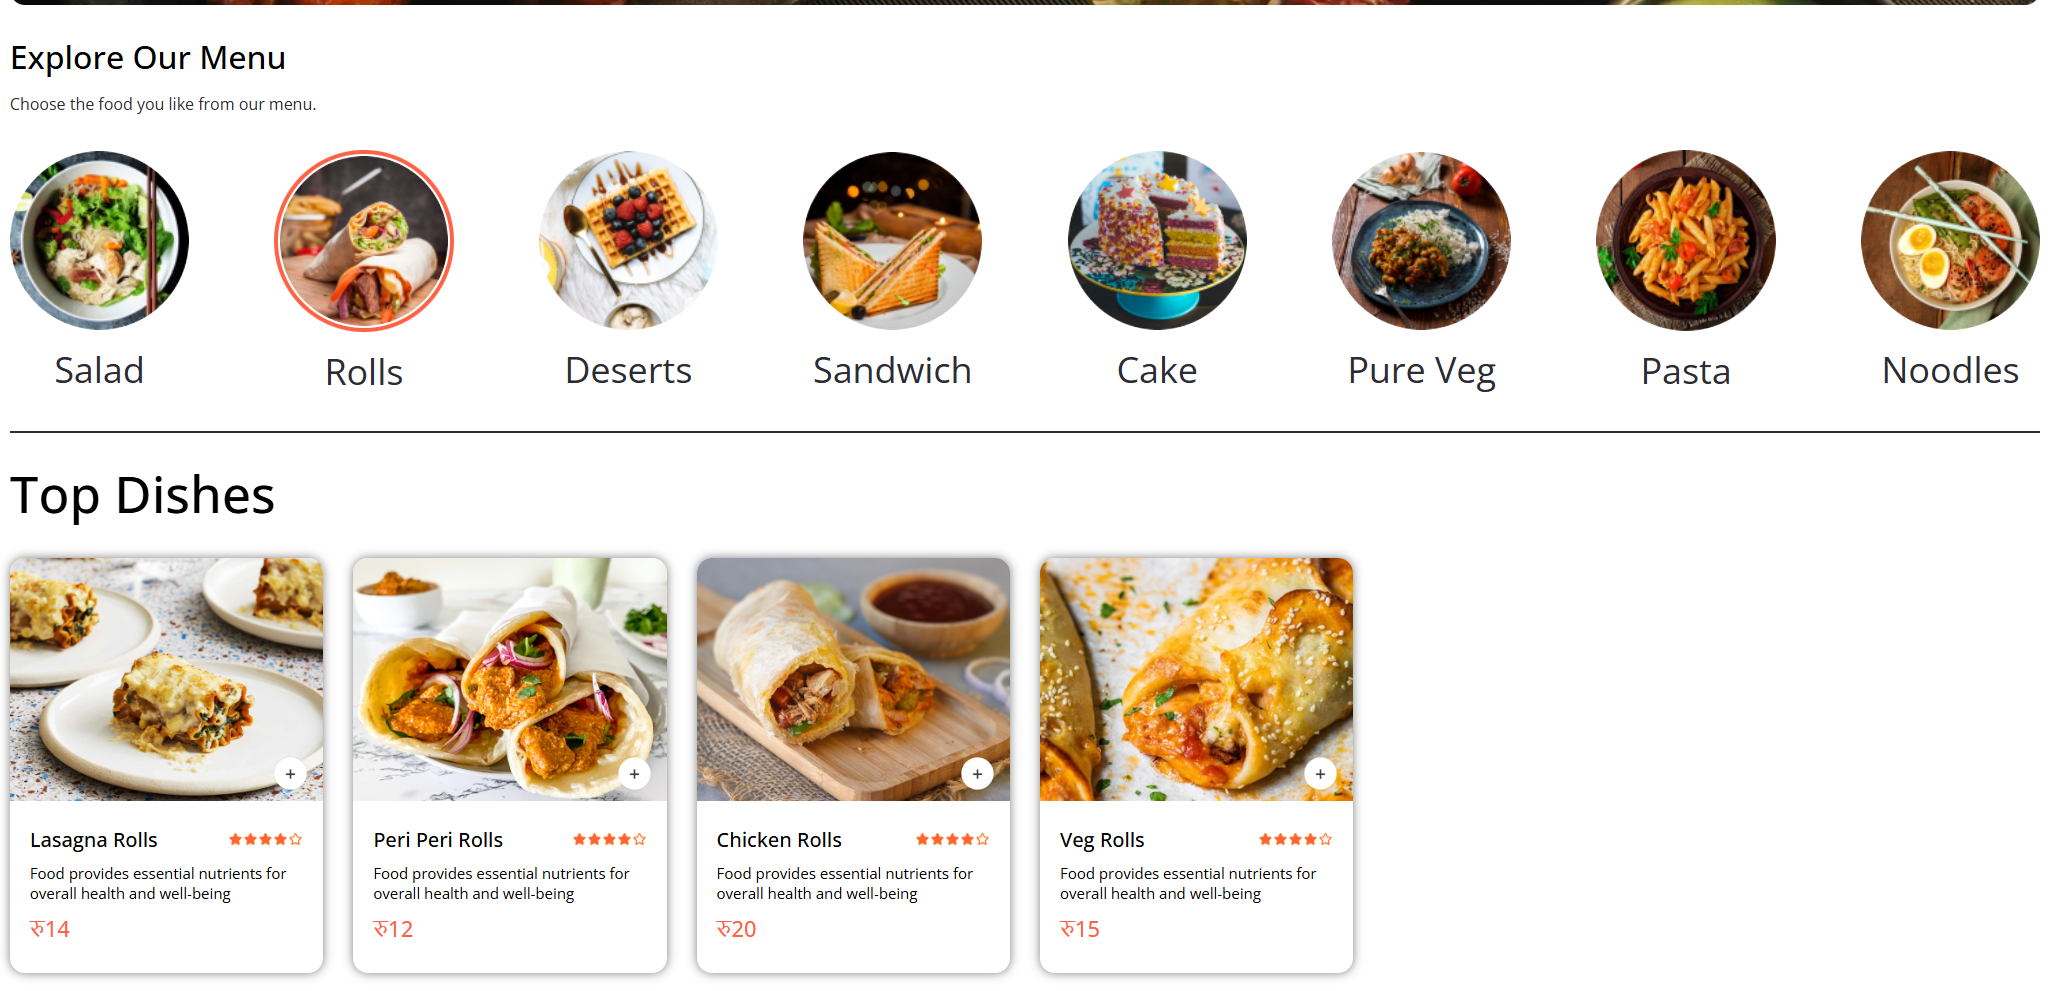 Explore Our Menu
Choose the food you like from our menu.
Salad
Rolls
Deserts
Sandwich
Cake
Pure Veg
Pasta
Noodles
Top Dishes
Lasagna Rolls
Food provides essential nutrients for
overall health and well-being
रु14
Peri Peri Rolls
Food provides essential nutrients for
overall health and well-being
रु12
Chicken Rolls
Food provides essential nutrients for
overall health and well-being
रु20
Veg Rolls
Food provides essential nutrients for
overall health and well-being
रु15